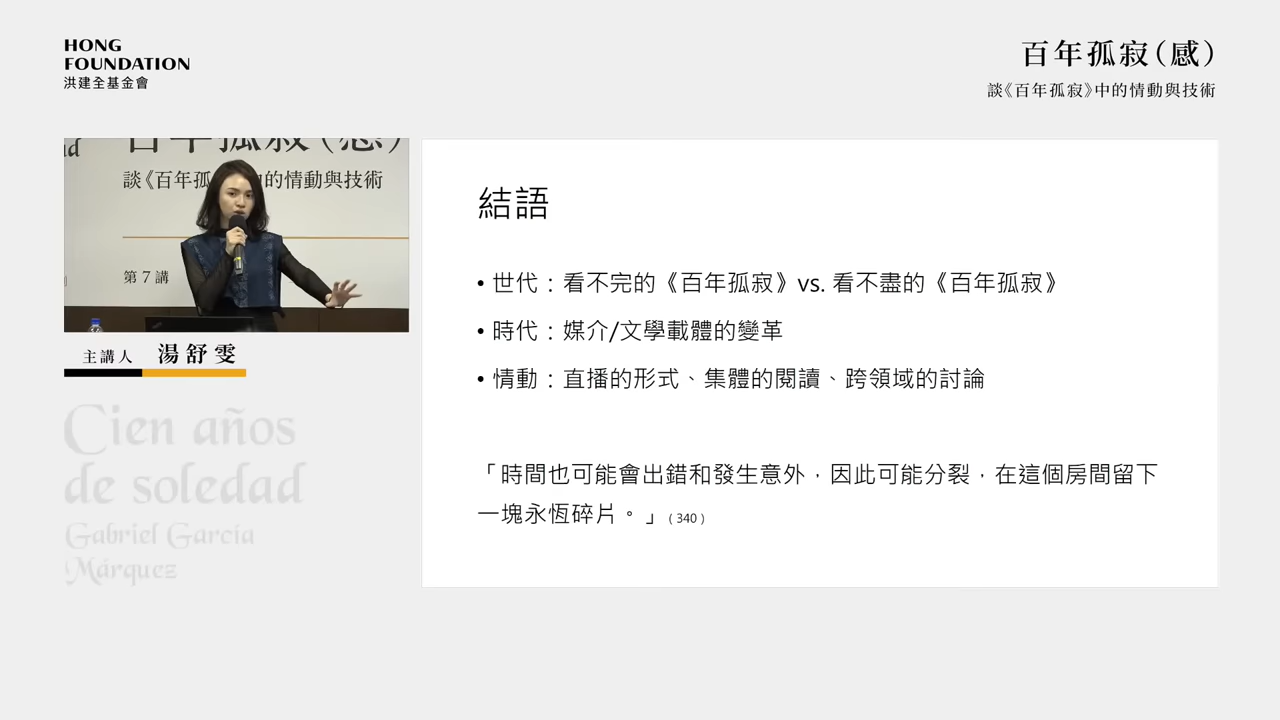 HONG
FOUNDATION
洪建全基金會
百年孤寂(感)
談《百年孤寂》中的情動與技術
百年孤寂(感)
談《百年孤 的情動與技術
第7講
主講人 湯舒雯
Cien años
de soledad
Gabriel García
Márquez
結語
• 世代：看不完的《百年孤寂》vs. 看不盡的《百年孤寂》
• 時代：媒介/文學載體的變革
• 情動：直播的形式、集體的閱讀、跨領域的討論
「時間也可能會出錯和發生意外，因此可能分裂，在這個房間留下
一塊永恆碎片。」(340)